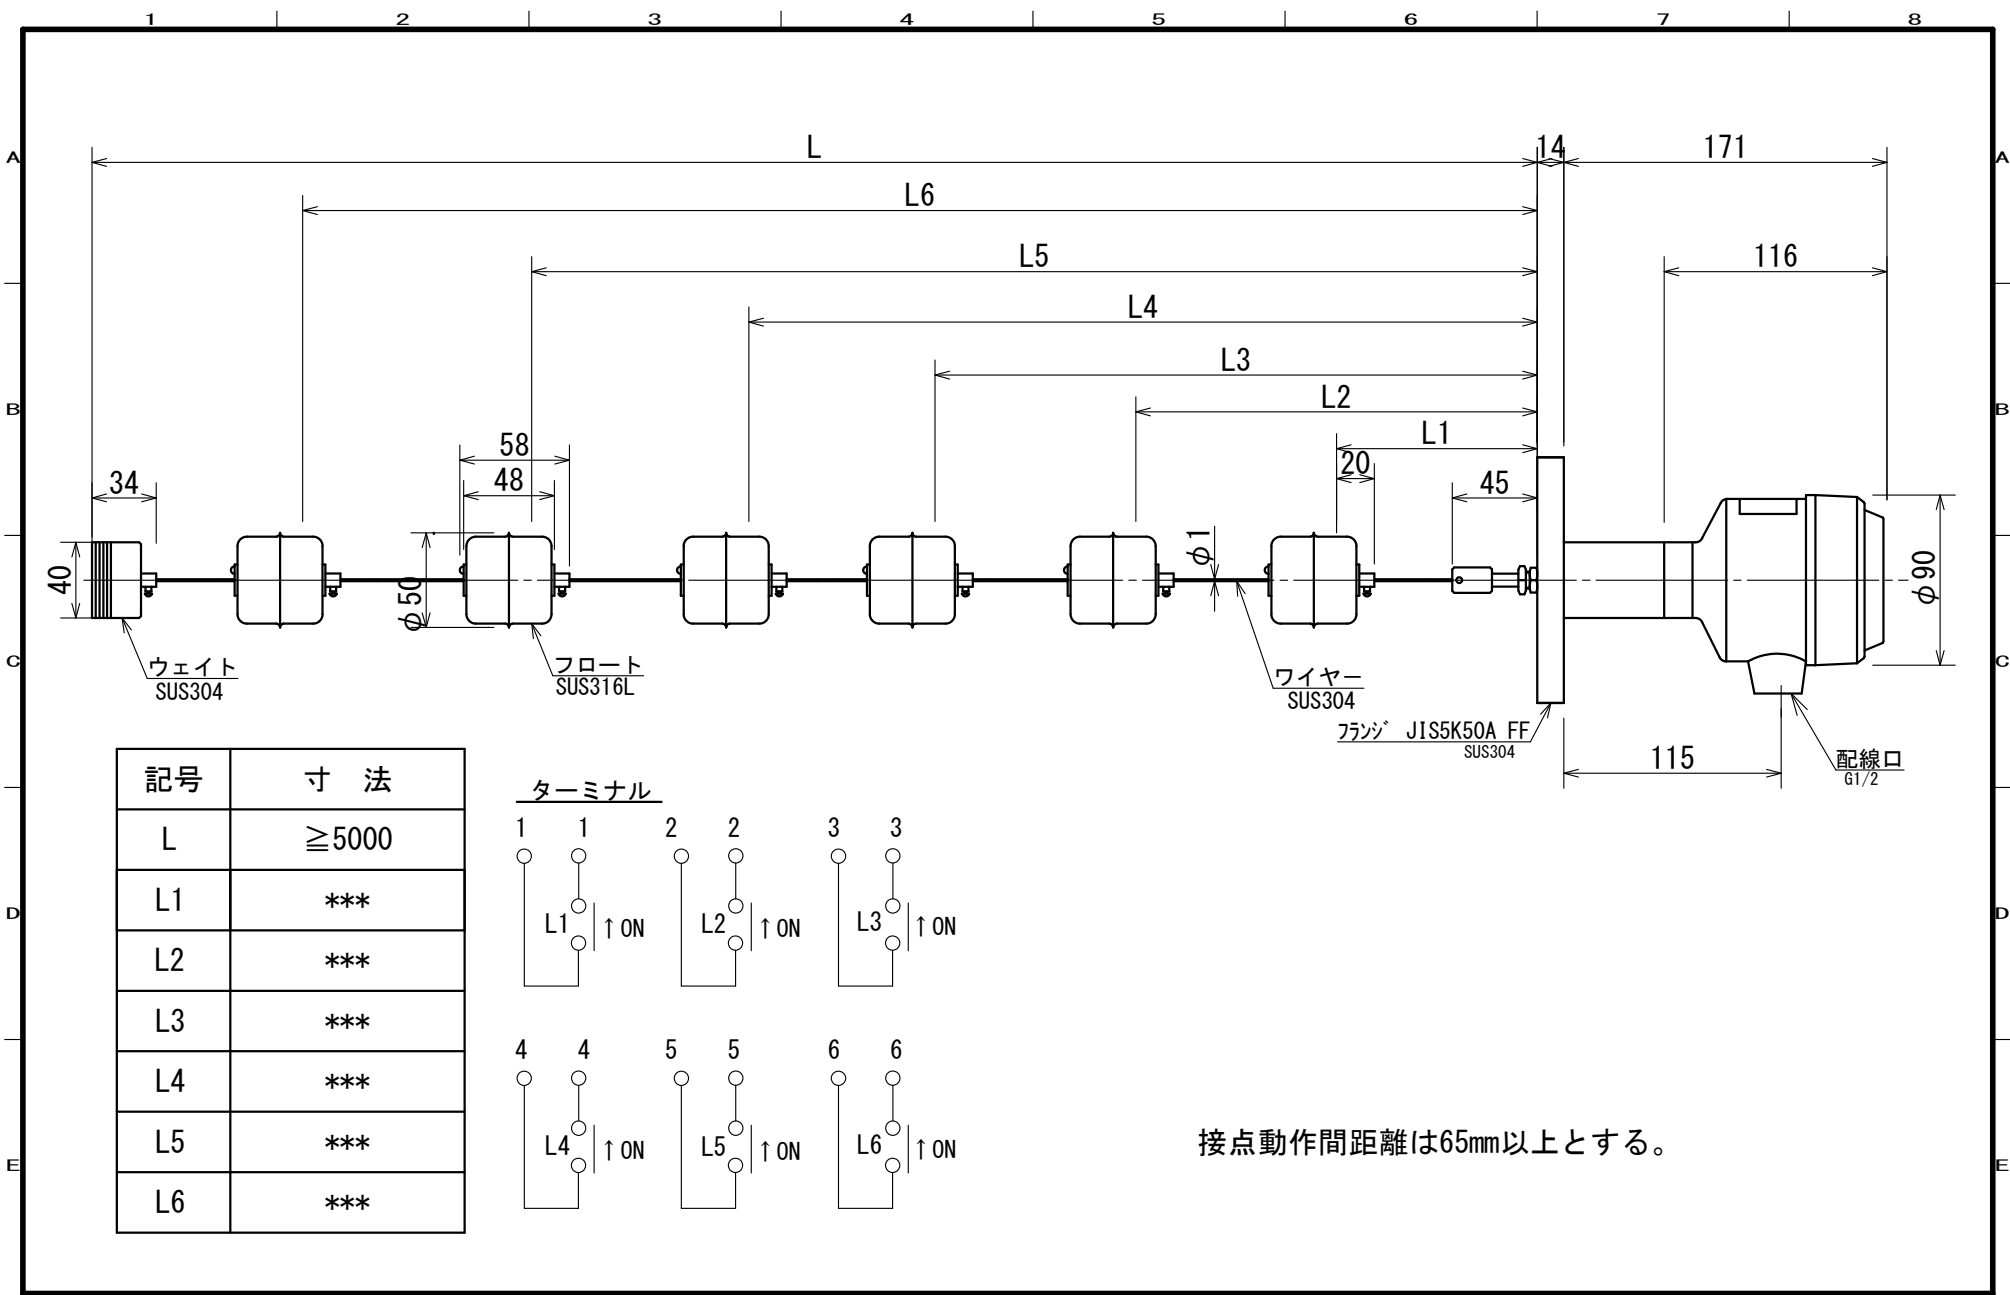 1 2 3 4 5 6 7 8
A A
L 14 171
L6
L5 116
L4
L3
B B
L2
L1
58
20
34 48 45
φ1
40
φ50
φ90
C C
ウェイト
SUS304
フロート
SUS316L
ワイヤー
SUS304
フランジ JIS5K50A FF
SUS304
115
配線口
G1/2
記号 寸 法
L ≧5000
L1 ***
L2 ***
L3 ***
L4 ***
L5 ***
L6 ***
ターミナル
1 1 2 2 3 3
D D
L1 ↑ON L2 ↑ON L3 ↑ON
4 4 5 5 6 6
L4 ↑ON L5 ↑ON L6 ↑ON
接点動作間距離は65mm以上とする。
E E